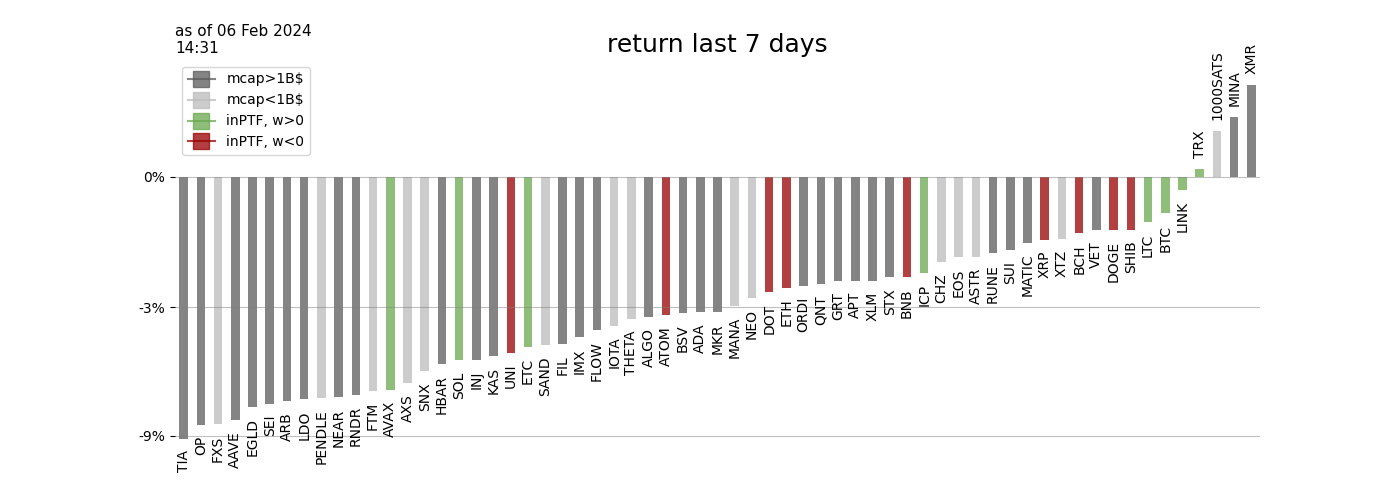 as of 06 Feb 2024
14:31
return last 7 days
mcap>1B$
mcap<1B$
inPTF, w>0
inPTF, w<0
0%
-3%
-9%
TIA
OP
FXS
AAVE
EGLD
SEI
ARB
LDO
PENDLE
NEAR
RNDR
FTM
AVAX
AXS
SNX
HBAR
SOL
INJ
KAS
UNI
ETC
SAND
FIL
IMX
FLOW
IOTA
THETA
ALGO
ATOM
BSV
ADA
MKR
MANA
NEO
DOT
ETH
ORDI
QNT
GRT
APT
XLM
STX
BNB
ICP
CHZ
EOS
ASTR
RUNE
SUI
MATIC
XRP
XTZ
BCH
VET
DOGE
SHIB
LTC
BTC
LINK
TRX
1000SATS
MINA
XMR